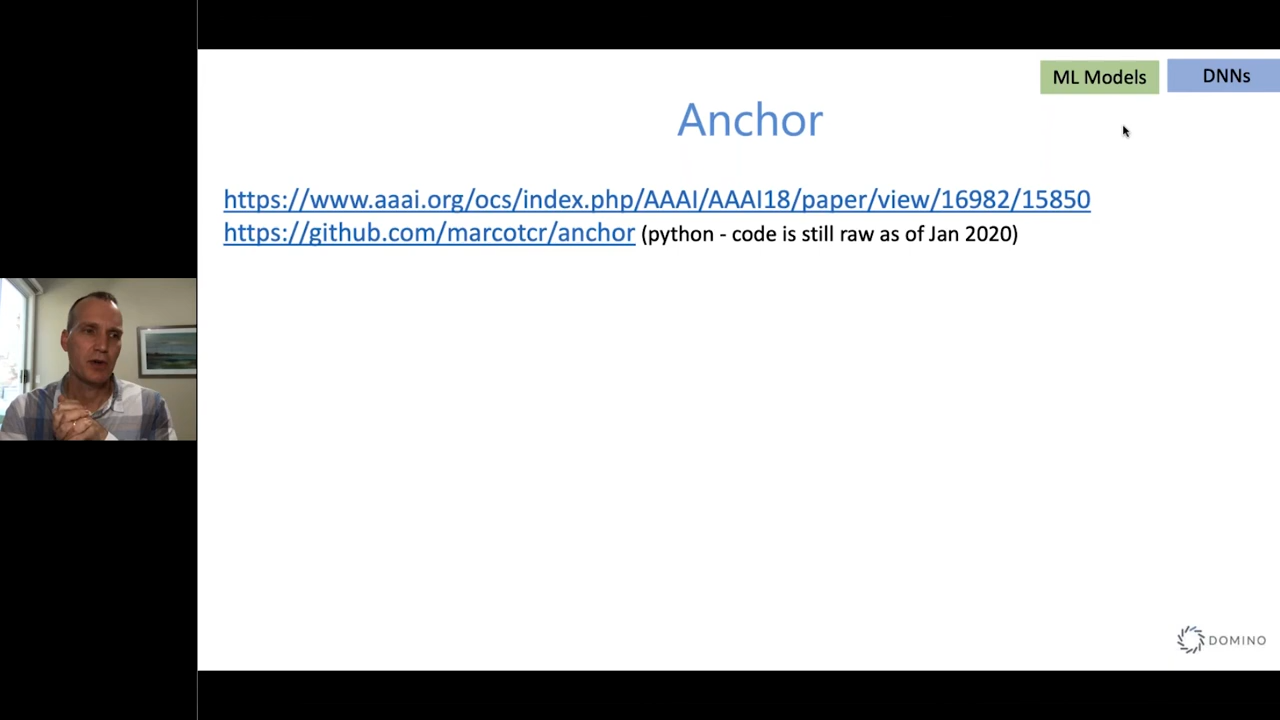 ML Models
DNNs
Anchor
https://www.aaai.org/ocs/index.php/AAAI/AAAI18/paper/view/16982/15850
https://github.com/marcotcr/anchor (python - code is still raw as of Jan 2020)
DOMINO